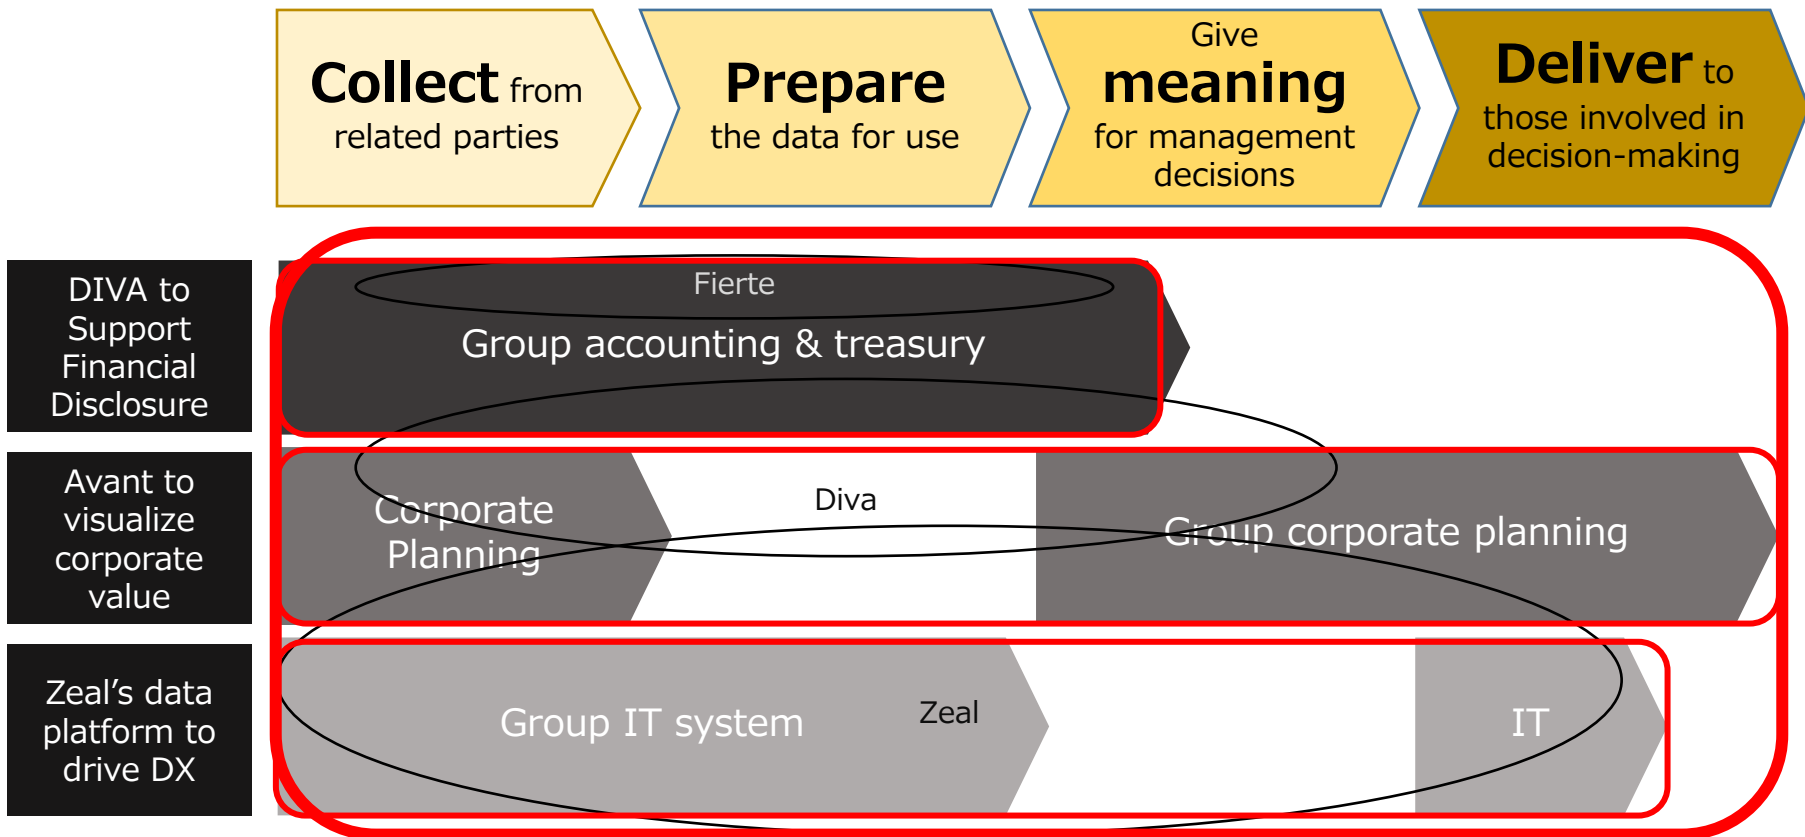 Collect from
related parties
Prepare
the data for use
Give
meaning
for management
decisions
Deliver to
those involved in
decision-making
DIVA to
Support
Financial
Disclosure
Fierte
Group accounting & treasury
Avant to
visualize
corporate
value
Corporate
Planning
Diva
Group corporate planning
Zeal’s data
platform to
drive DX
Group IT system
Zeal
IT